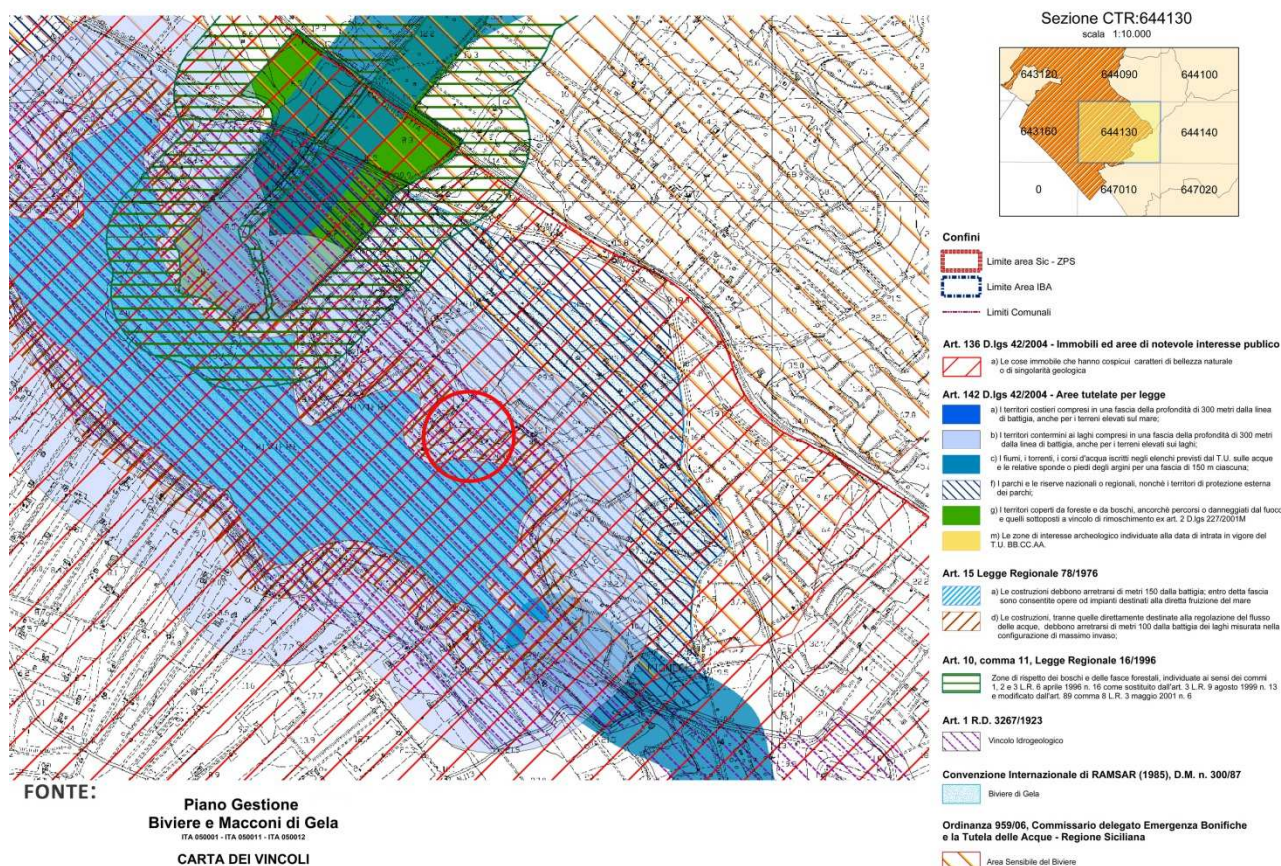 Sezione CTR:644130
scala 1:10.000
643120 644090 644100
643160 644130 644140
0 647010 647020
Confini
Limite area Sic - ZPS
Limite Area IBA
Limiti Comunali
Art. 136 D.lgs 42/2004 - Immobili ed aree di notevole interesse publico
a) Le cose immobile che hanno cospicui caratteri di bellezza naturale
o di singolarità geologica
Art. 142 D.lgs 42/2004 - Aree tutelate per legge
a) I territori costieri compresi in una fascia della profondità di 300 metri dalla linea
di battigia, anche per i terreni elevati sul mare;
b) I territori contermini ai laghi compresi in una fascia della profondità di 300 metri
dalla linea di battigia, anche per i terreni elevati sui laghi;
c) I fiumi, i torrenti, i corsi d'acqua iscritti negli elenchi previsti dal T.U. sulle acque
e le relative sponde o piedi degli argini per una fascia di 150 m ciascuna;
f) I parchi e le riserve nazionali o regionali, nonchè i territori di protezione esterna
dei parchi;
g) I territori coperti da foreste e da boschi, ancorchè percorsi o danneggiati dal fuoco
e quelli sottoposti a vincolo di rimoschimento ex art. 2 D.lgs 227/2001M
m) Le zone di interesse archeologico individuate alla data di intrata in vigore del
T.U. BB.CC.AA.
Art. 15 Legge Regionale 78/1976
a) Le costruzioni debbono arretrarsi di metri 150 dalla battigia; entro detta fascia
sono consentite opere od impianti destinati alla diretta fruizione del mare
d) Le costruzioni, tranne quelle direttamente destinate alla regolazione del flusso
delle acque, debbono arretrarsi di metri 100 dalla battigia dei laghi misurata nella
configurazione di massimo invaso;
Art. 10, comma 11, Legge Regionale 16/1996
Zone di rispetto dei boschi e delle fasce forestali, individuate ai sensi dei commi
1, 2 e 3 L.R. 6 aprile 1996 n. 16 come sostituito dall'art. 3 L.R. 9 agosto 1999 n. 13
e modificato dall'art. 89 comma 8 L.R. 3 maggio 2001 n. 6
Art. 1 R.D. 3267/1923
Vincolo Idrogeologico
Convenzione Internazionale di RAMSAR (1985), D.M. n. 300/87
Biviere di Gela
Ordinanza 959/06, Commissario delegato Emergenza Bonifiche
e la Tutela delle Acque - Regione Siciliana
Area Sensibile del Biviere
FONTE:
Piano Gestione
Biviere e Macconi di Gela
ITA 050001 - ITA 050011 - ITA 050012
CARTA DEI VINCOLI